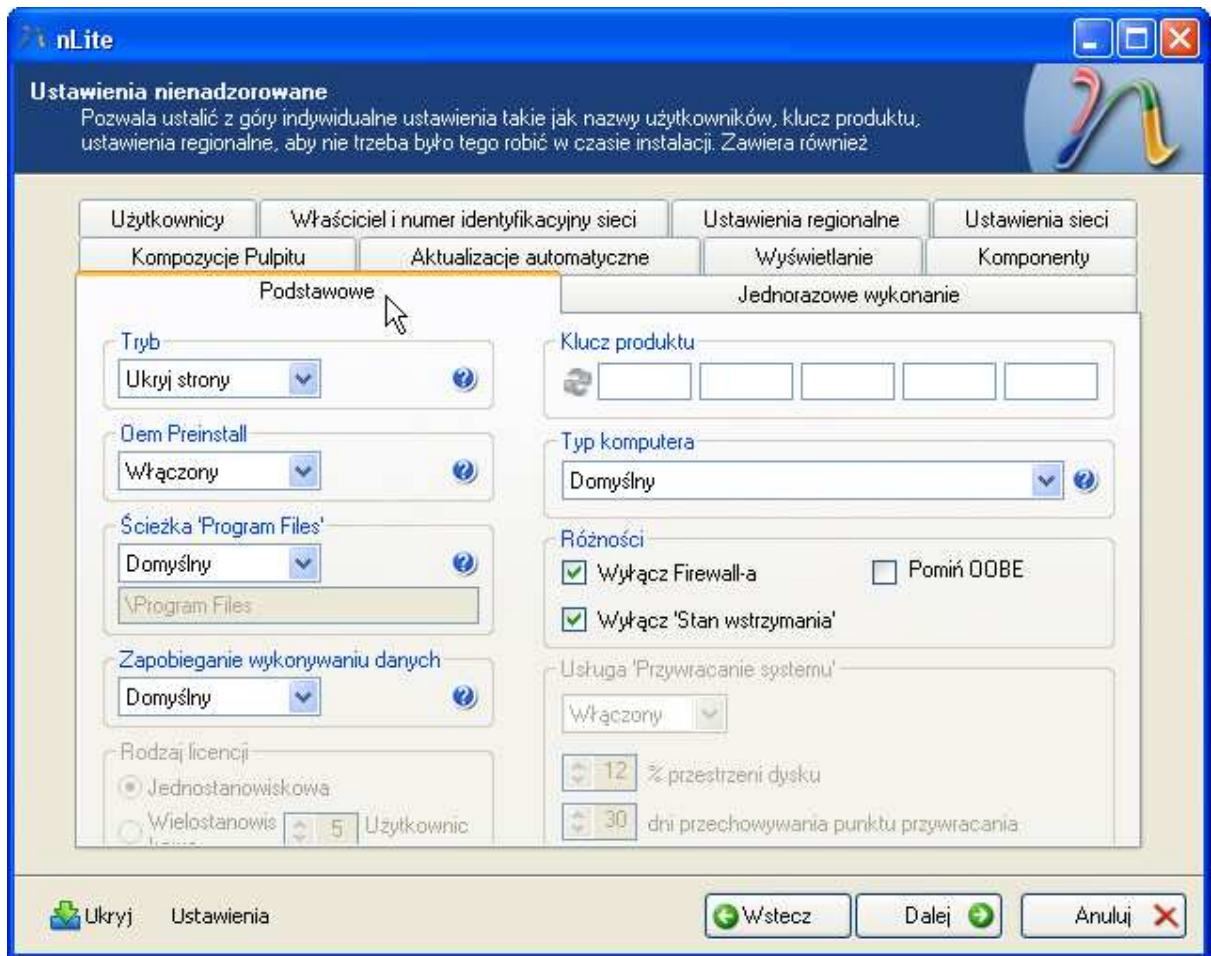 nLite
Ustawienia nienadzorowane
Pozwala ustalić z góry indywidualne ustawienia takie jak nazwy użytkowników, klucz produktu,
ustawienia regionalne, aby nie trzeba było tego robić w czasie instalacji. Zawiera również
Użytkownicy
Właściciel i numer identyfikacyjny sieci
Ustawienia regionalne
Ustawienia sieci
Kompozycje Pulpitu
Aktualizacje automatyczne
Wyświetlanie
Komponenty
Podstawowe
Jednorazowe wykonanie
Tryb
Ukryj strony
Oem Preinstall
Włączony
Ścieżka 'Program Files'
Domyślny
\Program Files
Zapobieganie wykonywaniu danych
Domyślny
Rodzaj licencji
Jednostanowiskowa
Wielostanowis
5 Użytkownic
Klucz produktu
Typ komputera
Domyślny
Różności
Wyłącz Firewall-a
Pomiń OOBE
Wyłącz 'Stan wstrzymania'
Usługa 'Przywracanie systemu'
Włączony
12 % przestrzeni dysku
30 dni przechowywania punktu przywracania
Ukryj
Ustawienia
Wstecz
Dalej
Anuluj